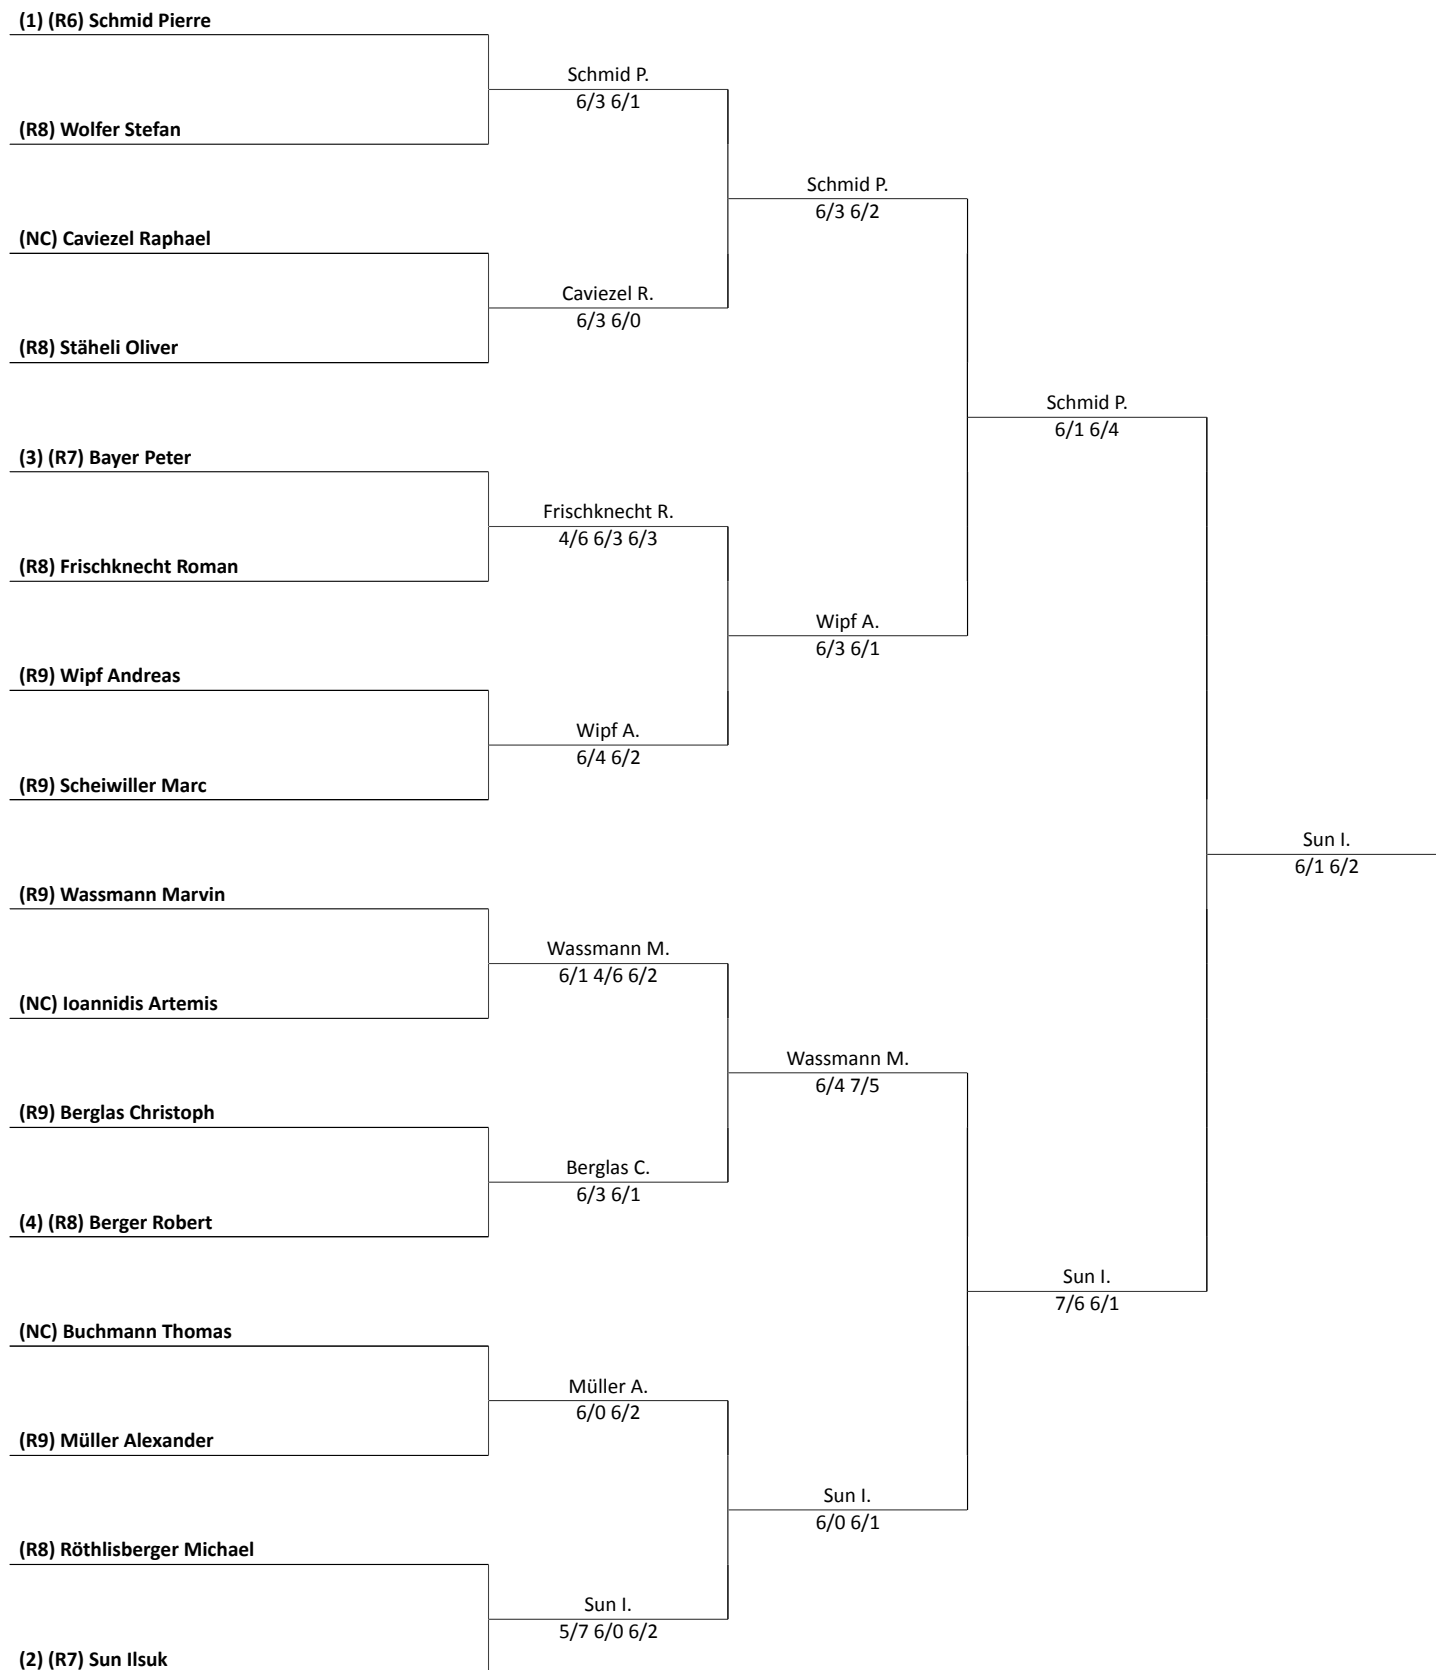 (1) (R6) Schmid Pierre
Schmid P.
6/3 6/1
(R8) Wolfer Stefan
Schmid P.
6/3 6/2
(NC) Caviezel Raphael
Caviezel R.
6/3 6/0
(R8) Stäheli Oliver
Schmid P.
6/1 6/4
(3) (R7) Bayer Peter
Frischknecht R.
4/6 6/3 6/3
(R8) Frischknecht Roman
Wipf A.
6/3 6/1
(R9) Wipf Andreas
Wipf A.
6/4 6/2
(R9) Scheiwiller Marc
Sun I.
6/1 6/2
(R9) Wassmann Marvin
Wassmann M.
6/1 4/6 6/2
(NC) Ioannidis Artemis
Wassmann M.
6/4 7/5
(R9) Berglas Christoph
Berglas C.
6/3 6/1
(4) (R8) Berger Robert
Sun I.
7/6 6/1
(NC) Buchmann Thomas
Müller A.
6/0 6/2
(R9) Müller Alexander
Sun I.
6/0 6/1
(R8) Röthlisberger Michael
Sun I.
5/7 6/0 6/2
(2) (R7) Sun Ilsuk